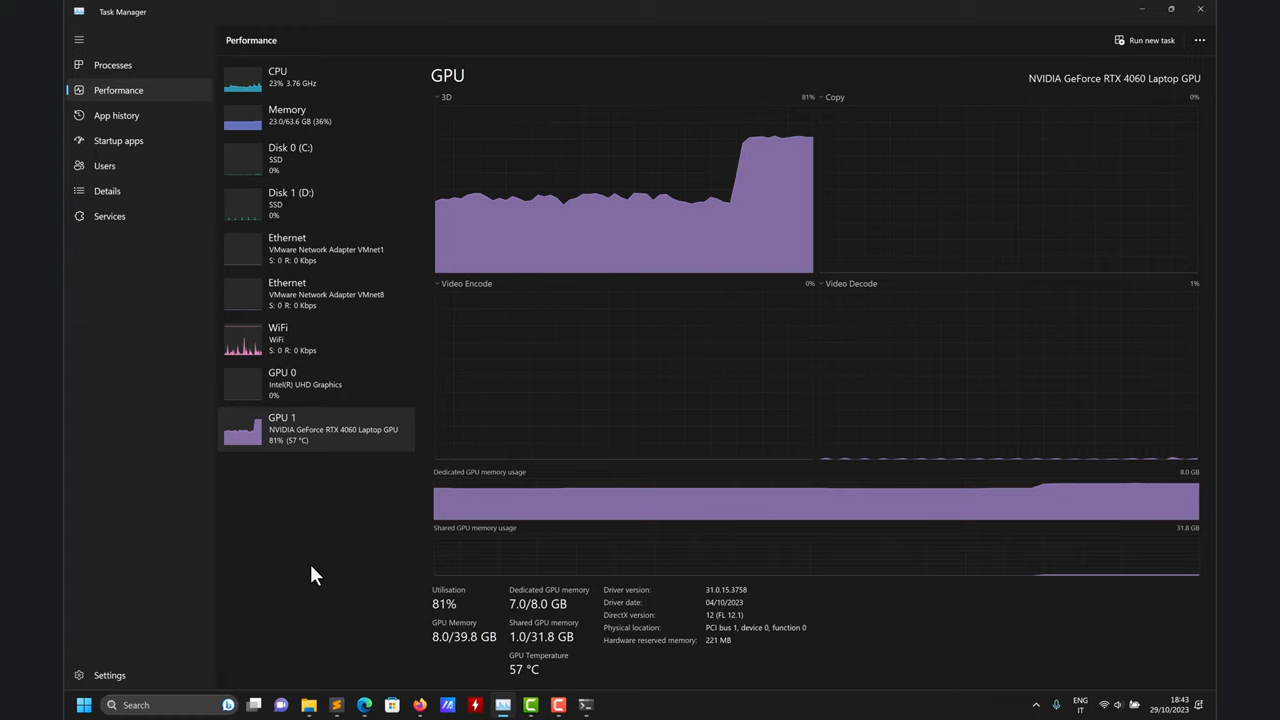 Task Manager
Performance
Run new task
Processes
Performance
App history
Startup apps
Users
Details
Services
Settings
CPU
23% 3.76 GHz
Memory
23.0/63.6 GB (36%)
Disk 0 (C:)
SSD
0%
Disk 1 (D:)
SSD
0%
Ethernet
VMware Network Adapter VMnet1
S: 0 R: 0 Kbps
Ethernet
VMware Network Adapter VMnet8
S: 0 R: 0 Kbps
WiFi
WiFi
S: 0 R: 0 Kbps
GPU 0
Intel(R) UHD Graphics
0%
GPU 1
NVIDIA GeForce RTX 4060 Laptop GPU
81% (57 °C)
GPU
NVIDIA GeForce RTX 4060 Laptop GPU
3D 81%
Copy 0%
Video Encode 0%
Video Decode 1%
Dedicated GPU memory usage 8.0 GB
Shared GPU memory usage 31.8 GB
Utilisation
81%
GPU Memory
8.0/39.8 GB
Dedicated GPU memory
7.0/8.0 GB
Shared GPU memory
1.0/31.8 GB
GPU Temperature
57 °C
Driver version: 31.0.15.3758
Driver date: 04/10/2023
DirectX version: 12 (FL 12.1)
Physical location: PCI bus 1, device 0, function 0
Hardware reserved memory: 221 MB
Search
ENG
IT
18:43
29/10/2023